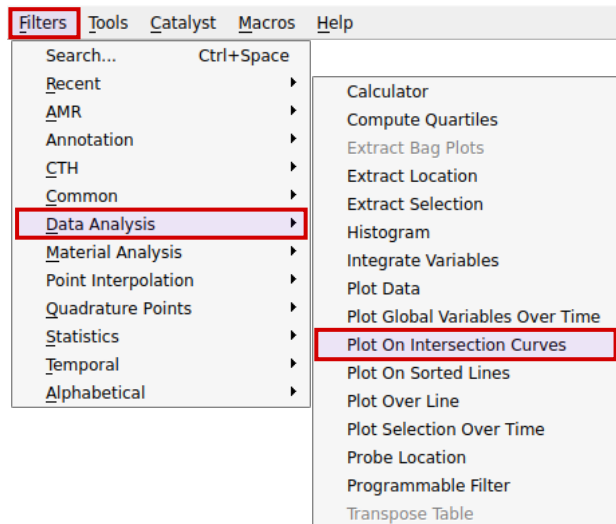 Filters Tools Catalyst Macros Help
Search... Ctrl+Space
Recent
AMR
Annotation
CTH
Common
Data Analysis
Material Analysis
Point Interpolation
Quadrature Points
Statistics
Temporal
Alphabetical
Calculator
Compute Quartiles
Extract Bag Plots
Extract Location
Extract Selection
Histogram
Integrate Variables
Plot Data
Plot Global Variables Over Time
Plot On Intersection Curves
Plot On Sorted Lines
Plot Over Line
Plot Selection Over Time
Probe Location
Programmable Filter
Transpose Table